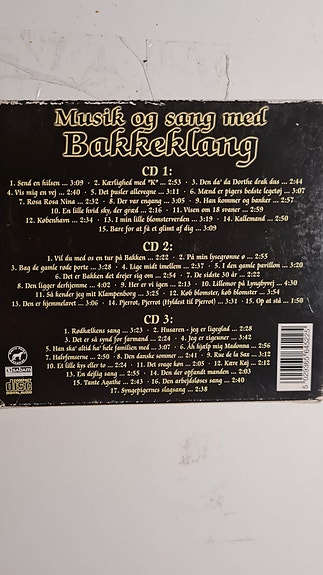 Musik og sang med
Bakkeklang
CD 1:
1. Send en hilsen ... 3:09 · 2. Kærlighed med "K" ... 2:53 · 3. Den da' da Dorthe drak dus ... 2:44
4. Vis mig en vej ... 2:40 · 5. Det pusler allevegne ... 3:11 · 6. Mænd er pigers bedste legetøj ... 3:07
7. Rosa Rosa Nina ... 2:32 · 8. Der var engang ... 3:05 · 9. Han kommer og banker ... 2:57
10. En lille hvid sky, der græd ... 2:16 · 11. Visen om 18 svaner ... 2:59
12. København ... 2:34 · 13. I min lille blomsterverden ... 3:19 · 14. Kallemand ... 2:50
15. Bare for at få et glimt af dig ... 3:09
CD 2:
1. Vil du med os en tur på Bakken ... 2:22 · 2. På min lysegrønne ø ... 2:55
3. Bag de gamle røde porte ... 3:28 · 4. Lige midt imellem ... 2:37 · 5. I den gamle pavillon ... 3:20
6. Det er Bakken det drejer sig om ... 2:54 · 7. De sidste 30 år ... 2:22
8. Den ligger derhjemme ... 4:02 · 9. Her er vi igen ... 2:13 · 10. Lillemor på Lyngbyvej ... 4:30
11. Så kender jeg mit Klampenborg ... 3:25 · 12. Køb blomster, køb blomster ... 3:54
13. Den er hjemmelavet ... 3:06 · 14. Pjerrot, Pjerrot (Hyldest til Pjerrot) ... 3:31 · 15. Op at stå ... 1:50
CD 3:
1. Rødhælkens sang ... 3:23 · 2. Husaren - jeg er ligeglad ... 2:28
3. Det er så synd for farmand ... 2:24 · 4. Jeg er tigeuner ... 3:42
5. Han ska' altid ha' hele familien med ... 3:07 · 6. Åh hjælp mig Madonna ... 2:56
7. Halvfemserne ... 2:50 · 8. Den danske sommer ... 2:41 · 9. Rue de la Sax ... 3:12
10. Et lille kys eller to ... 2:24 · 11. Det svage køn ... 2:05 · 12. Kære Kaj ... 2:12
13. En dejlig sang ... 2:55 · 14. Der der opfandt manden ... 2:03
15. Tante Agathe ... 2:43 · 16. Den arbejdsløses sang ... 2:40
17. Syngepigernes slagsang ... 2:38
COMPACT
disc
DIGITAL AUDIO